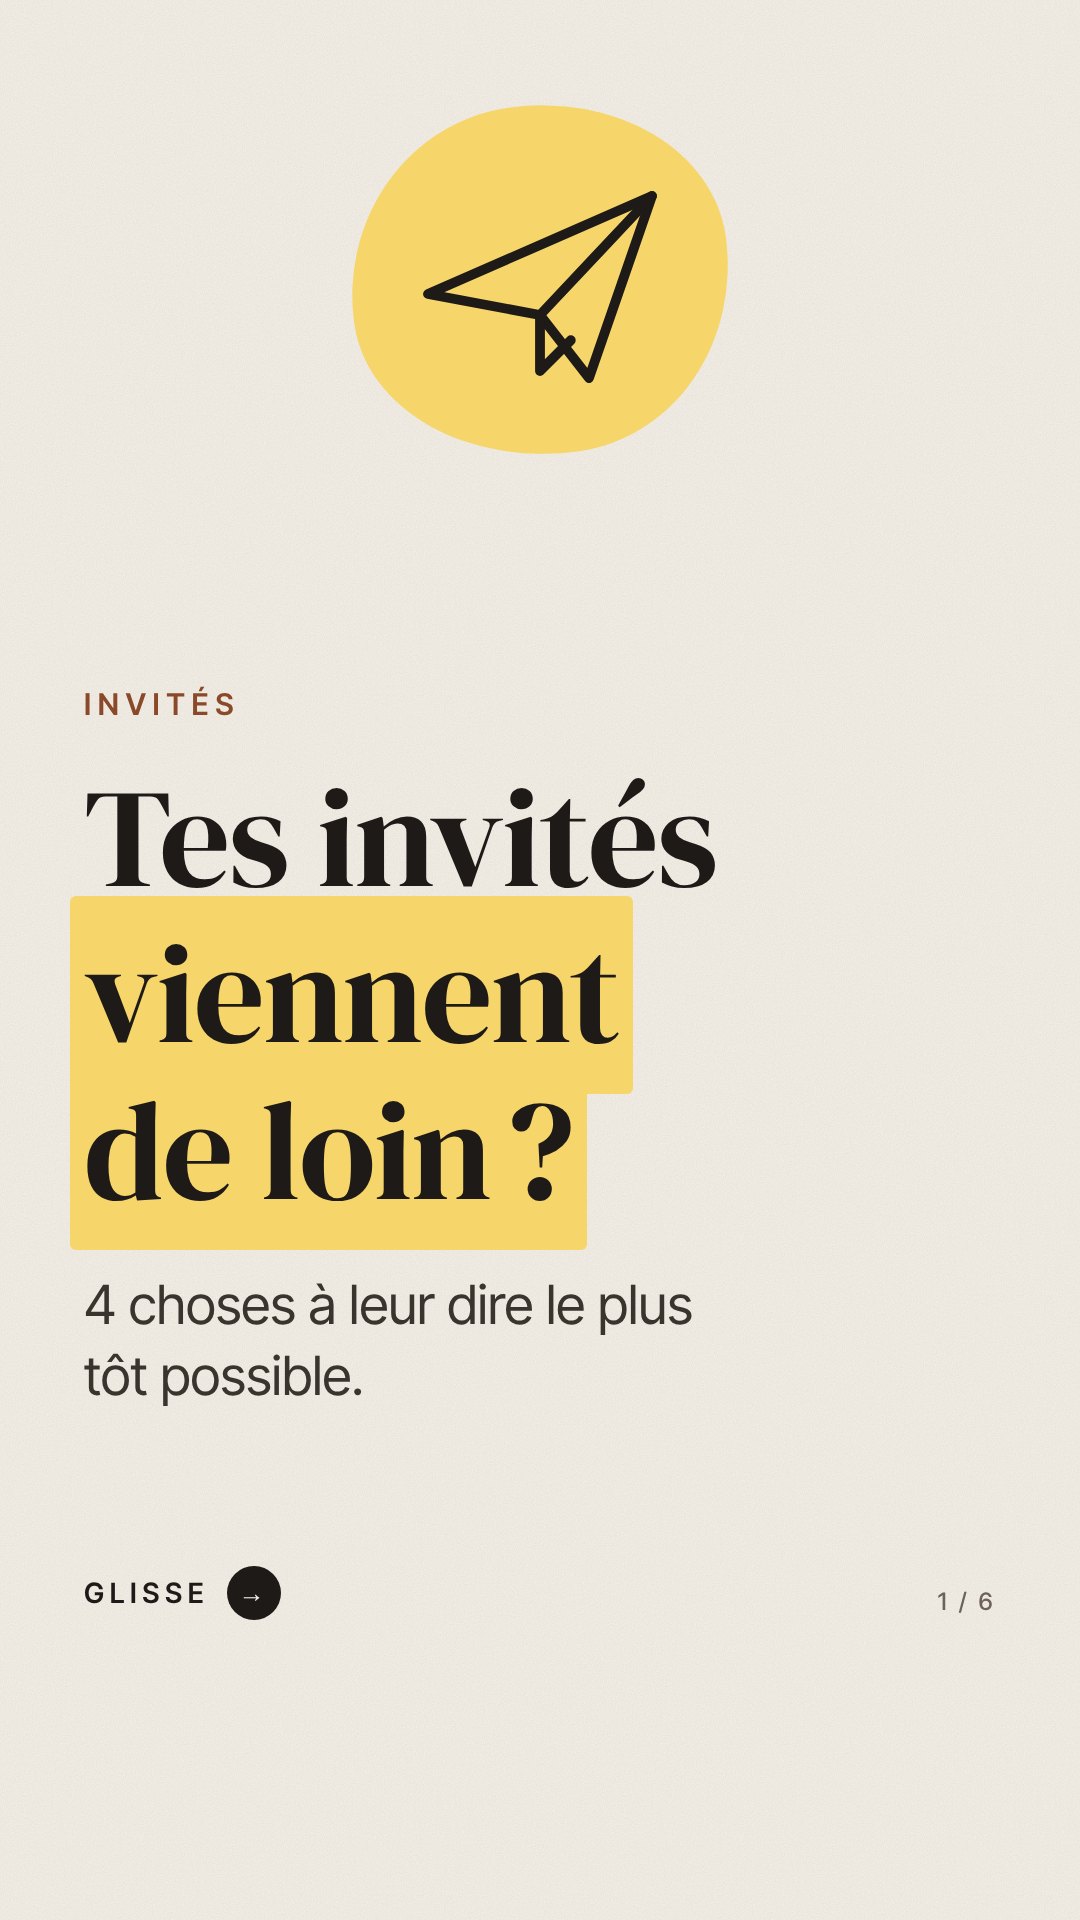 INVITÉS
Tes invités
viennent
de loin ?
4 choses à leur dire le plus
tôt possible.
GLISSE →
1 / 6